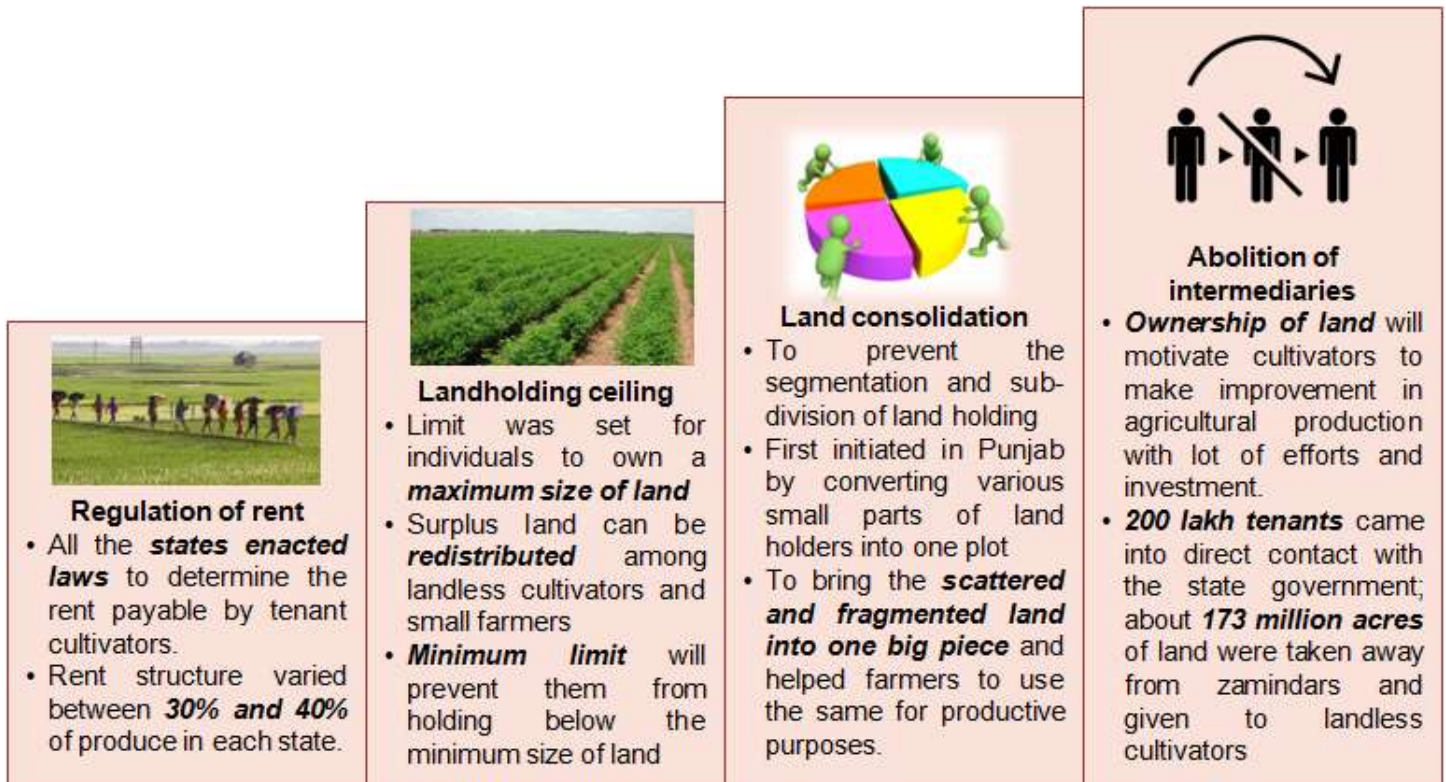 Regulation of rent
• All the states enacted
laws to determine the
rent payable by tenant
cultivators.
• Rent structure varied
between 30% and 40%
of produce in each state.
Landholding ceiling
• Limit was set for
individuals to own a
maximum size of land
• Surplus land can be
redistributed among
landless cultivators and
small farmers
• Minimum limit will
prevent them from
holding below the
minimum size of land
Land consolidation
• To prevent the
segmentation and sub-
division of land holding
• First initiated in Punjab
by converting various
small parts of land
holders into one plot
• To bring the scattered
and fragmented land
into one big piece and
helped farmers to use
the same for productive
purposes.
Abolition of
intermediaries
• Ownership of land will
motivate cultivators to
make improvement in
agricultural production
with lot of efforts and
investment.
• 200 lakh tenants came
into direct contact with
the state government;
about 173 million acres
of land were taken away
from zamindars and
given to landless
cultivators